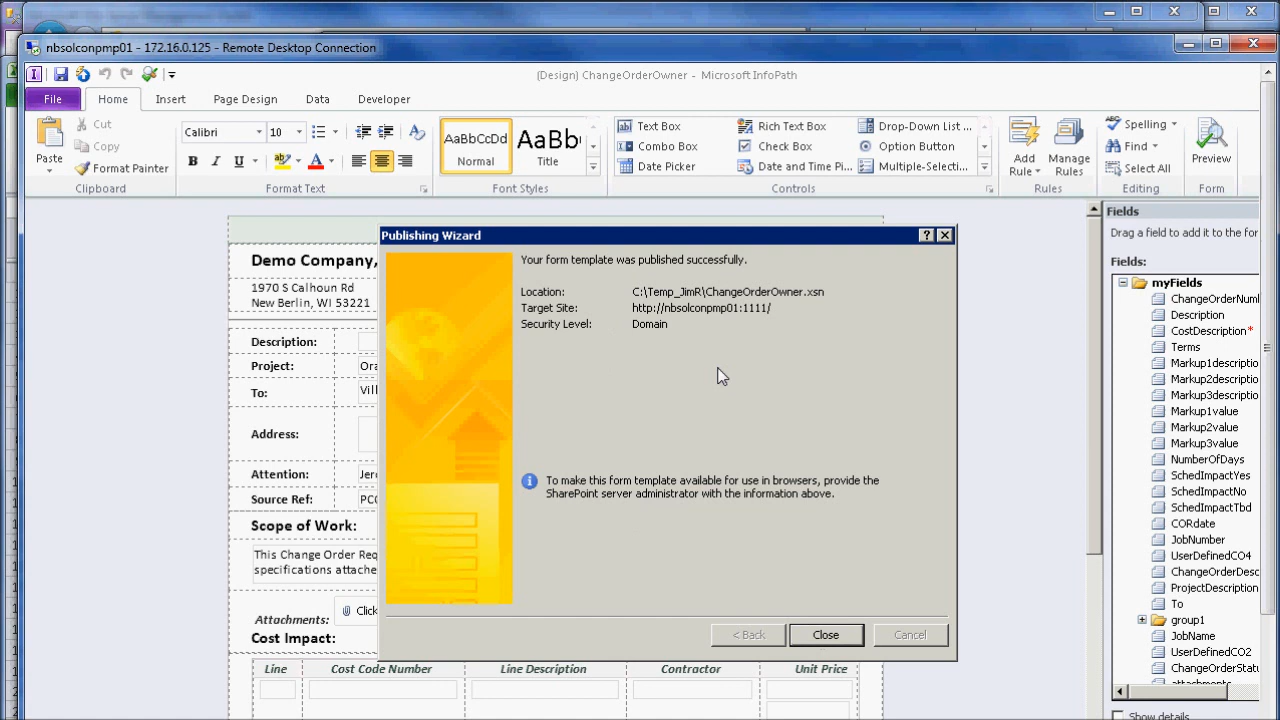 nbsolconpmp01 - 172.16.0.125 - Remote Desktop Connection
(Design) ChangeOrderOwner - Microsoft InfoPath
File Home Insert Page Design Data Developer
Paste
Cut
Copy
Format Painter
Clipboard
Calibri 10
B I U
Format Text
AaBbCcDd
Normal
AaBbC
Title
Font Styles
Text Box
Combo Box
Date Picker
Rich Text Box
Check Box
Date and Time Pi...
Drop-Down List ...
Option Button
Multiple-Selecti...
Controls
Add Rule
Manage Rules
Rules
Spelling
Find
Select All
Editing
Preview
Form
Demo Company,
1970 S Calhoun Rd
New Berlin, WI 53221
Description:
Project: Ora
To: Vill
Address:
Attention: Jer
Source Ref: PCO
Scope of Work:
This Change Order Req
specifications attache
Attachments: Click
Cost Impact:
Line Cost Code Number Line Description Contractor Unit Price
Publishing Wizard
Your form template was published successfully.
Location: C:\Temp_JimR\ChangeOrderOwner.xsn
Target Site: http://nbsolconpmp01:1111/
Security Level: Domain
To make this form template available for use in browsers, provide the
SharePoint server administrator with the information above.
< Back Close Cancel
Fields
Drag a field to add it to the for
Fields:
myFields
ChangeOrderNuml
Description
CostDescription*
Terms
Markup1descriptio
Markup2descriptio
Markup3descriptio
Markup1value
Markup2value
Markup3value
NumberOfDays
SchedImpactYes
SchedImpactNo
SchedImpactTbd
CORdate
JobNumber
UserDefinedCO4
ChangeOrderDesc
ProjectDescription
To
group1
JobName
UserDefinedCO2
ChangeOrderStatu
attachments
Show details